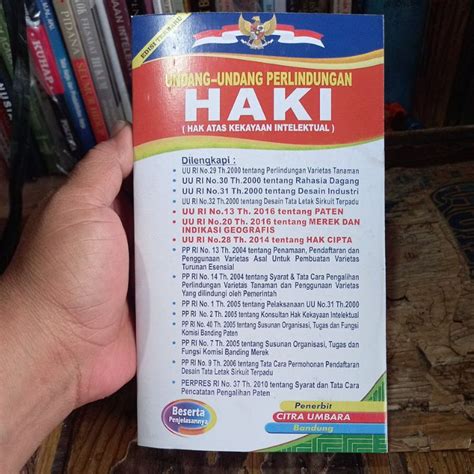 EDISI TERBARU
UNDANG-UNDANG PERLINDUNGAN
HAKI
( HAK ATAS KEKAYAAN INTELEKTUAL )
Dilengkapi :
UU RI No.29 Th.2000 tentang Perlindungan Varietas Tanaman
UU RI No.30 Th.2000 tentang Rahasia Dagang
UU RI No.31 Th.2000 tentang Desain Industri
UU RI No.32 Th.2000 tentang Desain Tata Letak Sirkuit Terpadu
UU RI No.13 Th. 2016 tentang PATEN
UU RI No.20 Th. 2016 tentang MEREK DAN
INDIKASI GEOGRAFIS
UU RI No.28 Th. 2014 tentang HAK CIPTA
PP RI No. 13 Th. 2004 tentang Penamaan, Pendaftaran dan
Penggunaan Varietas Asal Untuk Pembuatan Varietas
Turunan Esensial
PP RI No. 14 Th. 2004 tentang Syarat & Tata Cara Pengalihan
Perlindungan Varietas Tanaman dan Penggunaan Varietas
Yang dilindungi oleh Pemerintah
PP RI No. 1 Th. 2005 tentang Pelaksanaan UU No.31 Th.2000
PP RI No. 2 Th. 2005 tentang Konsultan Hak Kekayaan Intelektual
PP RI No. 40 Th. 2005 tentang Susunan Organisasi, Tugas dan Fungsi
Komisi Banding Paten
PP RI No. 7 Th. 2005 tentang Susunan Organisasi, Tugas dan Fungsi
Komisi Banding Merek
PP RI No. 9 Th. 2006 tentang Tata Cara Permohonan Pendaftaran
Desain Tata Letak Sirkuit Terpadu
PERPRES RI No. 37 Th. 2010 tentang Syarat dan Tata Cara
Pencatatan Pengalihan Paten
Beserta
Penjelasannya
Penerbit
CITRA UMBARA
Bandung